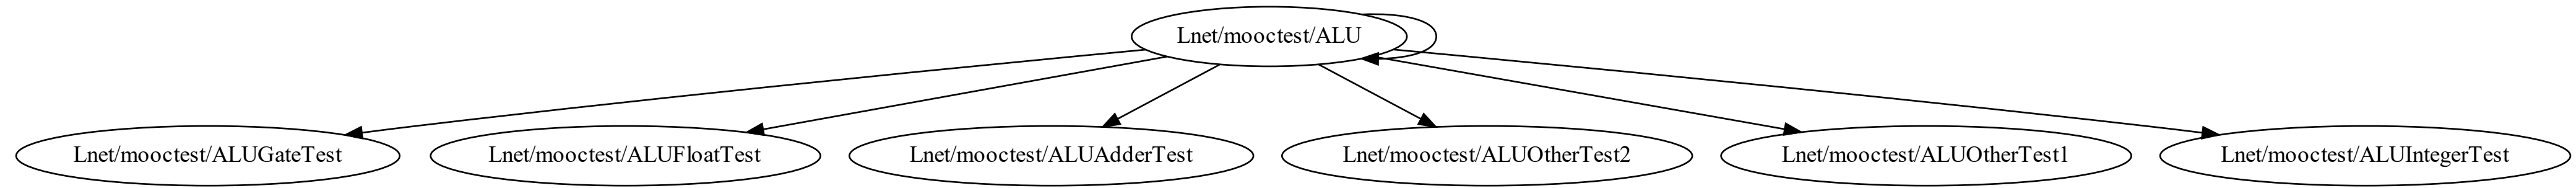 Lnet/mooctest/ALU
Lnet/mooctest/ALUGateTest
Lnet/mooctest/ALUFloatTest
Lnet/mooctest/ALUAdderTest
Lnet/mooctest/ALUOtherTest2
Lnet/mooctest/ALUOtherTest1
Lnet/mooctest/ALUIntegerTest